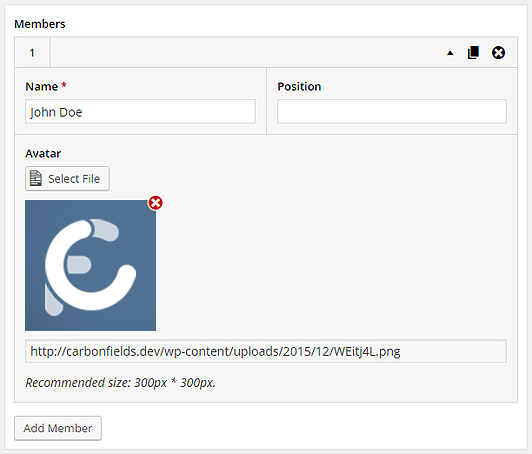 Members
1
Name *
Position
John Doe
Avatar
Select File
http://carbonfields.dev/wp-content/uploads/2015/12/WEitj4L.png
Recommended size: 300px * 300px.
Add Member